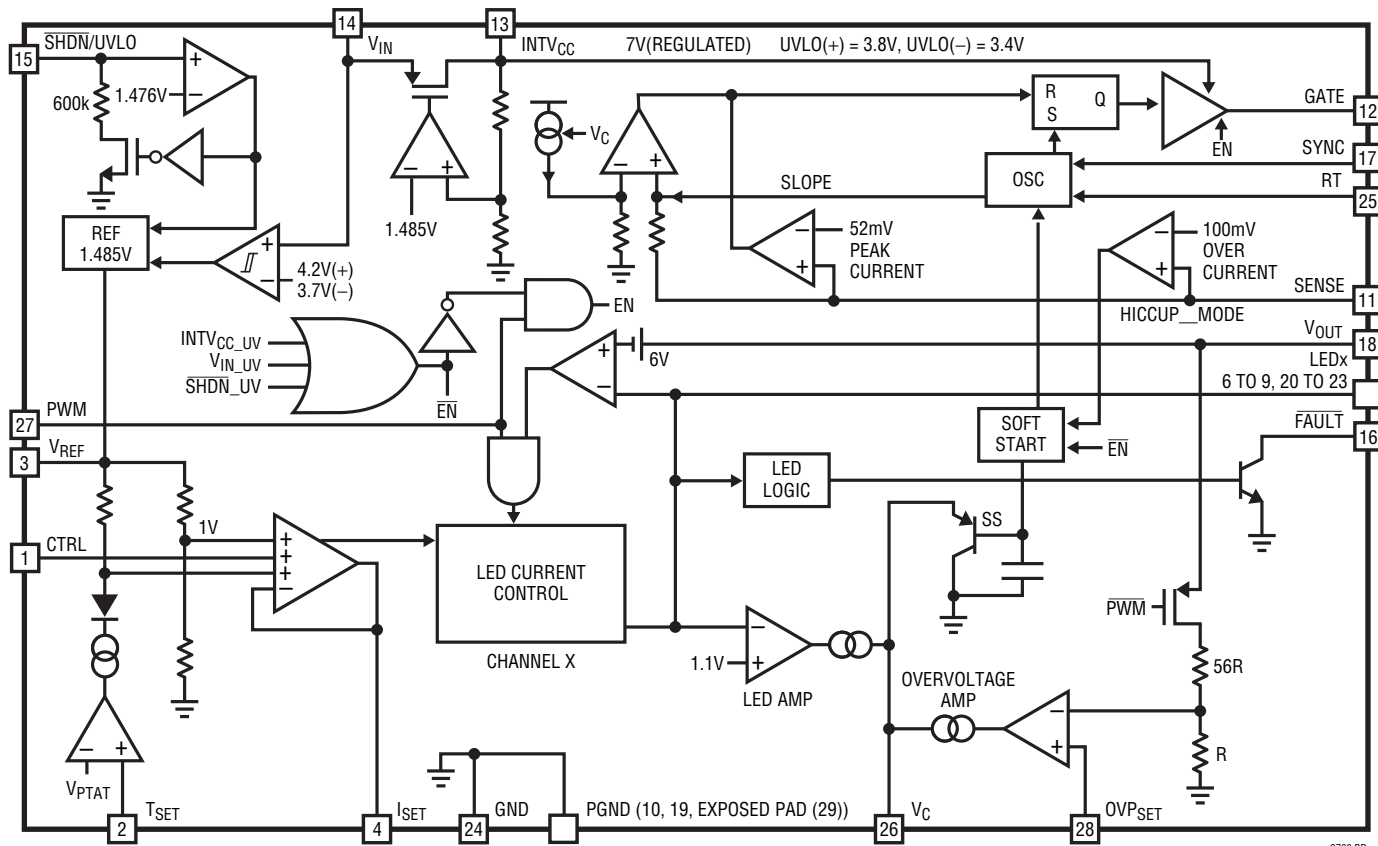 14
13
15
SHDN/UVLO
VIN
INTVCC
7V(REGULATED)
UVLO(+) = 3.8V, UVLO(–) = 3.4V
+
–
1.476V
600k
R
S
Q
GATE
12
VC
EN
SYNC
17
– +
– +
OSC
SLOPE
RT
25
1.485V
REF
1.485V
+
–
4.2V(+)
3.7V(–)
–
+
52mV
PEAK
CURRENT
–
+
100mV
OVER
CURRENT
SENSE
11
EN
HICCUP__MODE
INTVCC_UV
VIN_UV
SHDN_UV
EN
+
–
6V
VOUT
18
LEDx
6 TO 9, 20 TO 23
PWM
27
SOFT
START
EN
FAULT
16
VREF
3
LED
LOGIC
SS
1V
CTRL
1
+
+
+
–
LED CURRENT
CONTROL
CHANNEL X
PWM
56R
–
+
1.1V
LED AMP
OVERVOLTAGE
AMP
–
+
R
– +
VPTAT
TSET
2
ISET
4
GND
24
PGND (10, 19, EXPOSED PAD (29))
VC
26
OVPSET
28